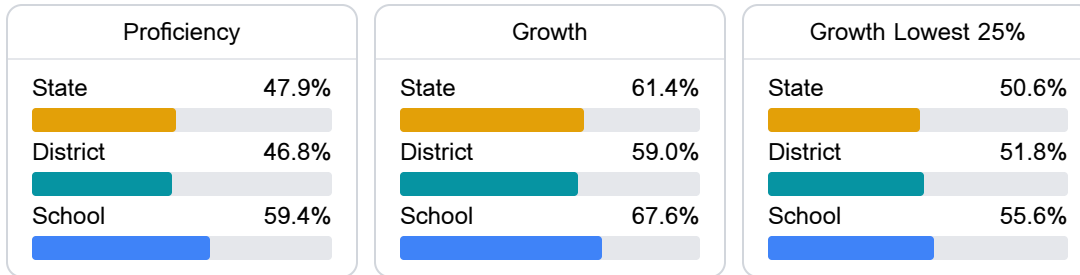 Proficiency
State 47.9%
District 46.8%
School 59.4%
Growth
State 61.4%
District 59.0%
School 67.6%
Growth Lowest 25%
State 50.6%
District 51.8%
School 55.6%